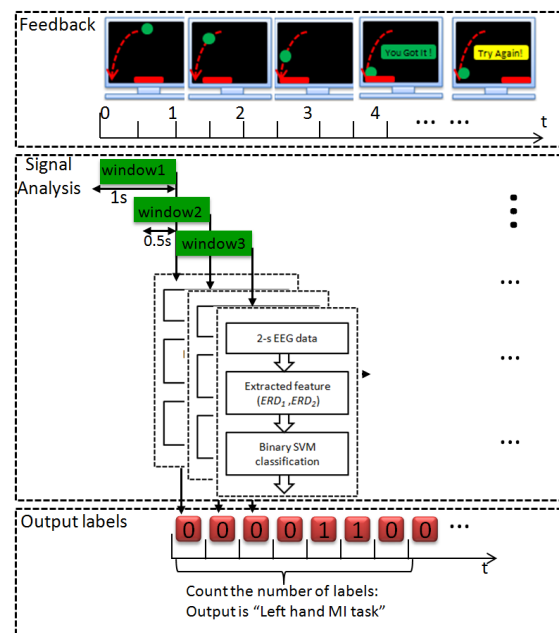 Feedback
You Got It !
Try Again!
0 1 2 3 4 ... ... t
Signal
Analysis
window1
1s
window2
0.5s
window3
...
2-s EEG data
...
Extracted feature
(ERD1 ,ERD2)
Binary SVM
classification
...
Output labels
0 0 0 0 1 1 0 0 ...
t
Count the number of labels:
Output is “Left hand MI task”